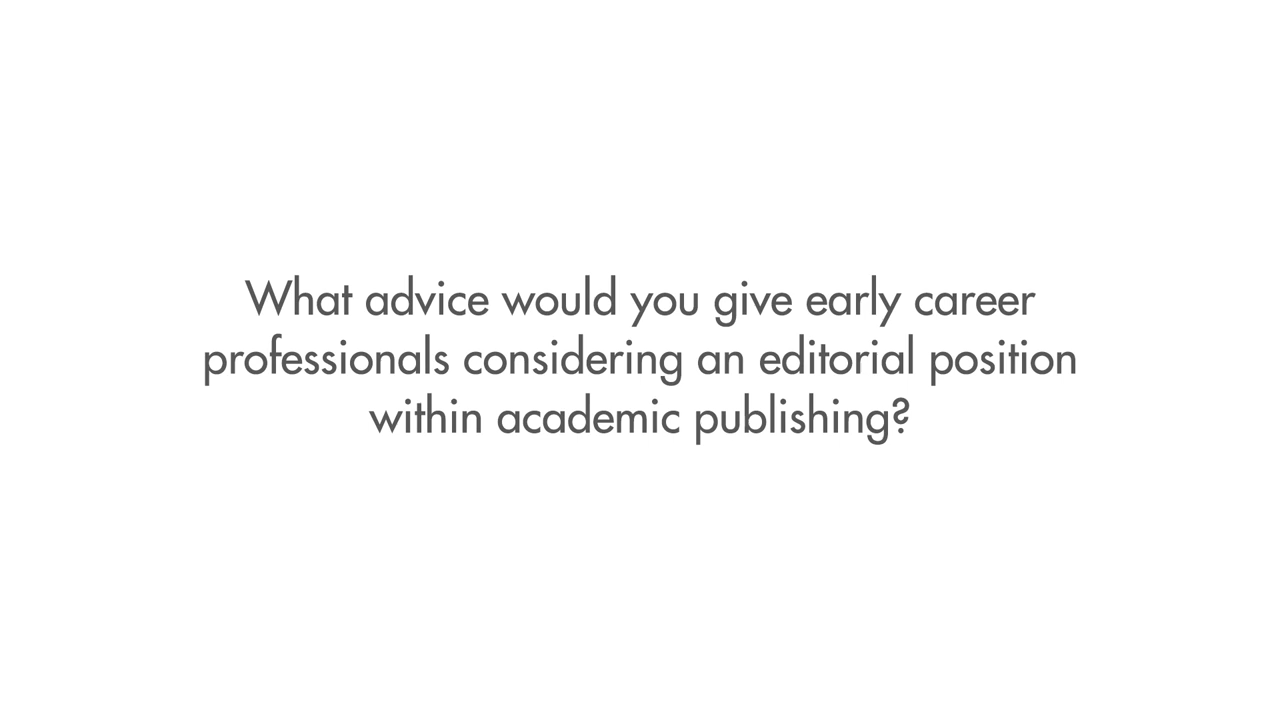 What advice would you give early career
professionals considering an editorial position
within academic publishing?